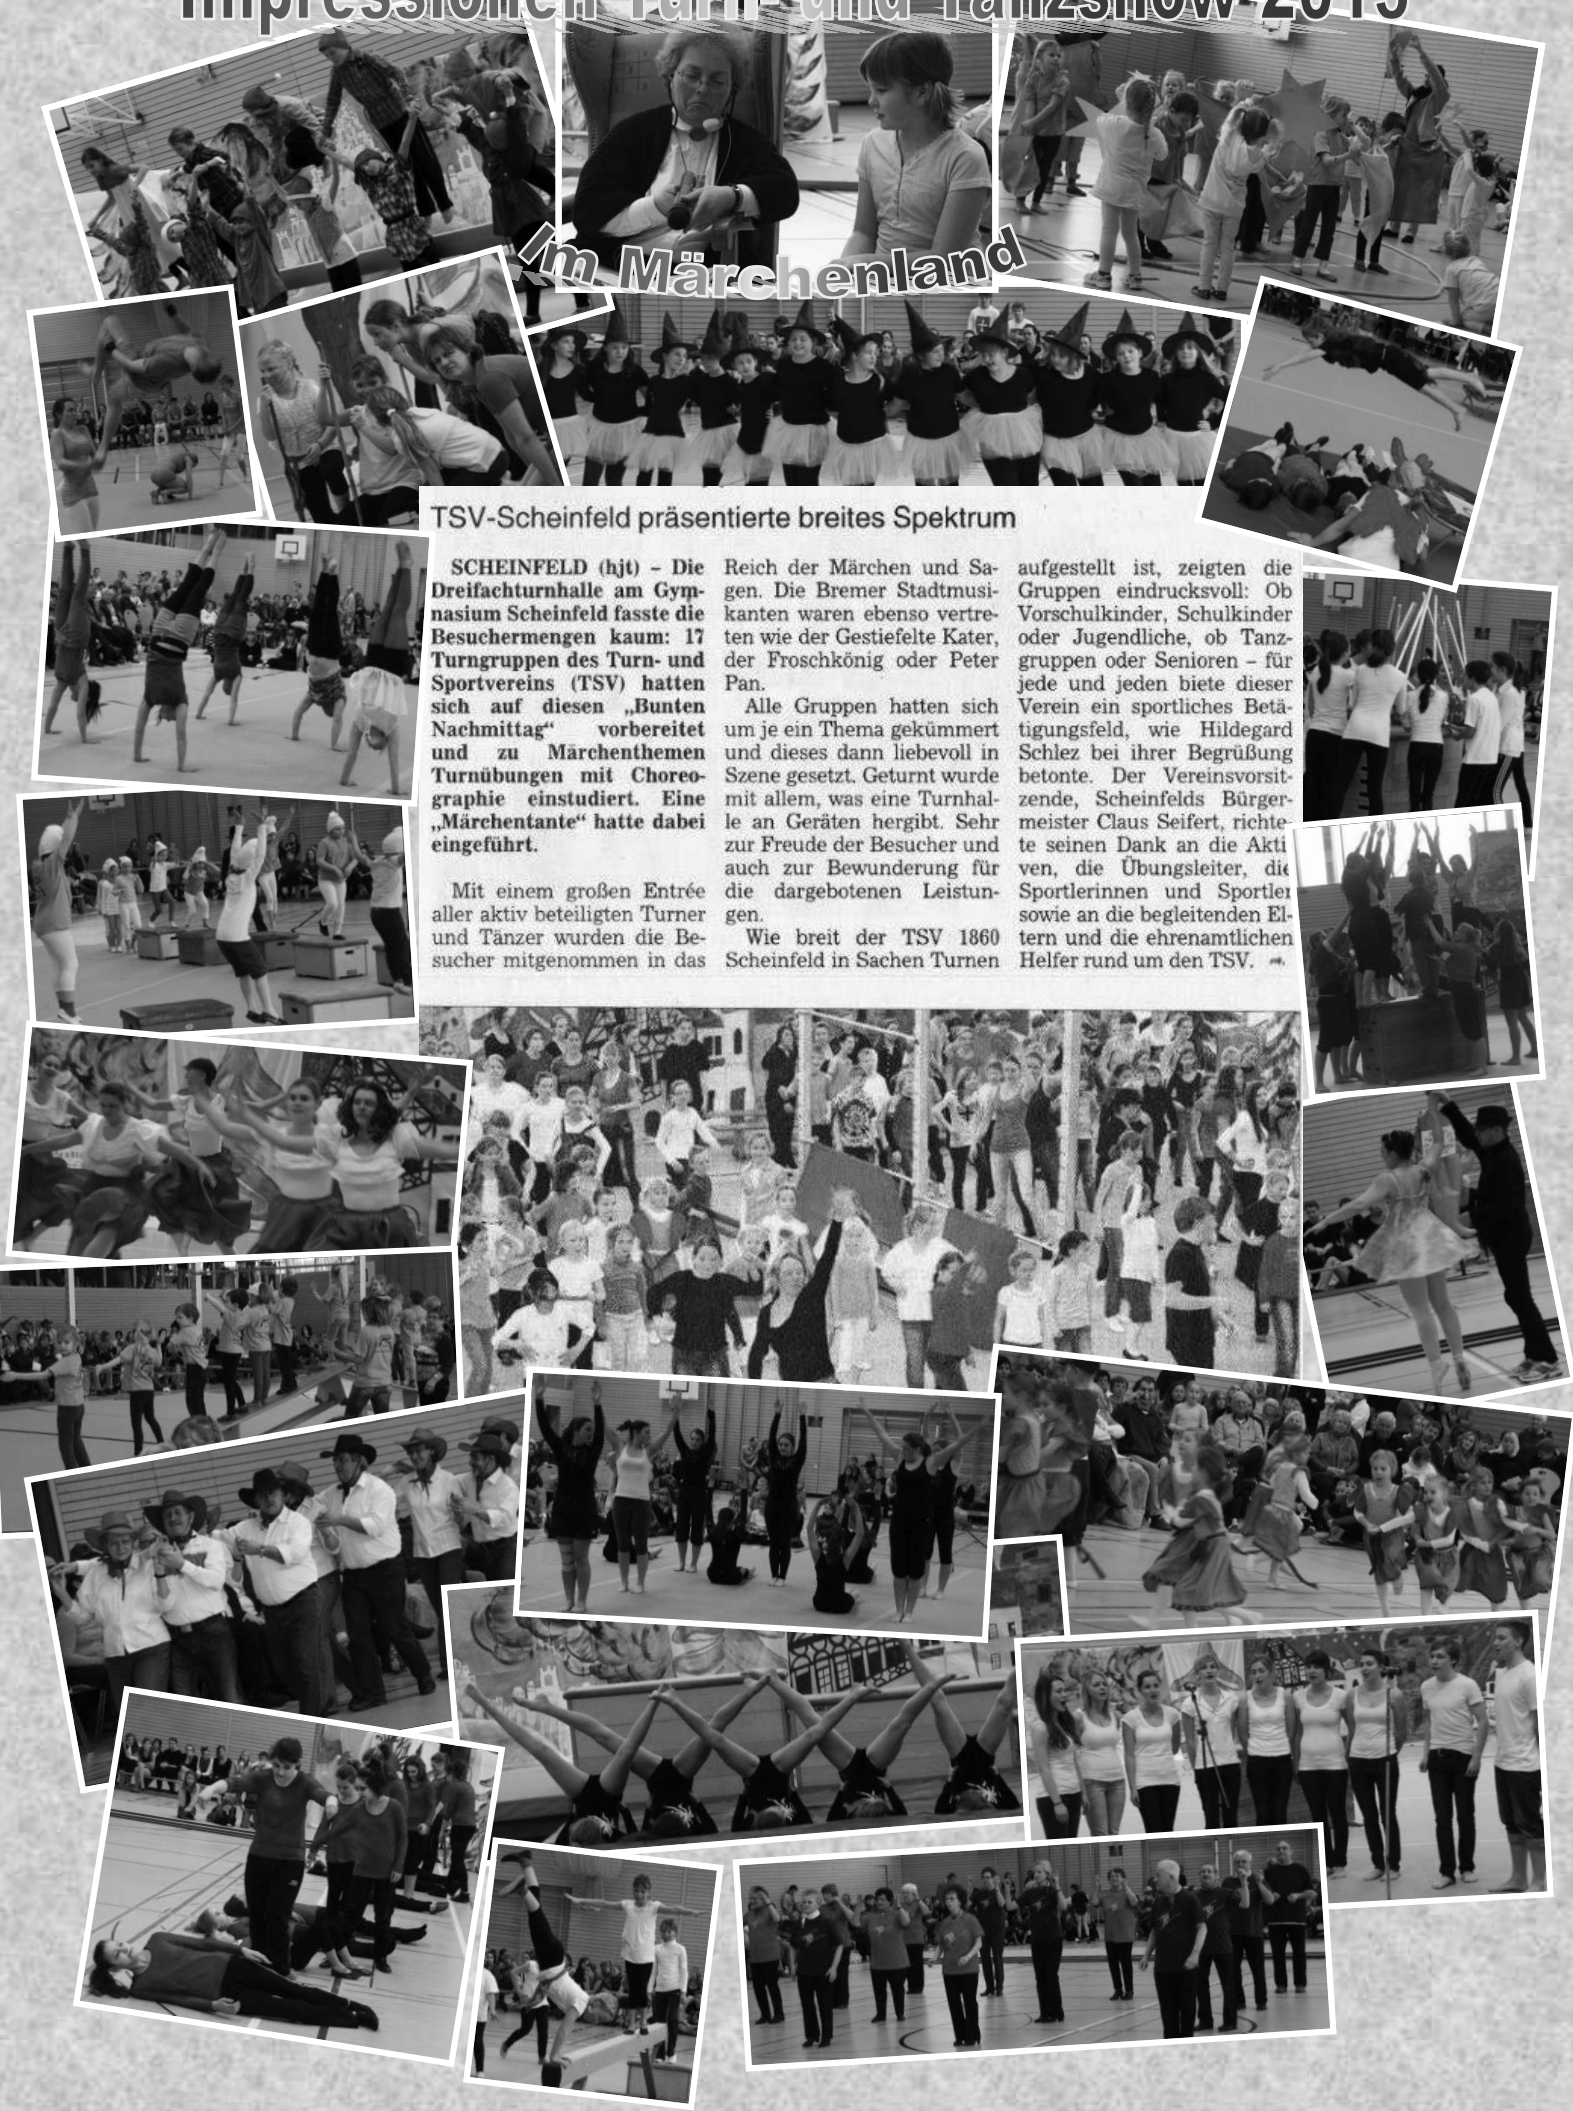 Impressionen Turn- und Tanzshow 2013
Im Märchenland
TSV-Scheinfeld präsentierte breites Spektrum
SCHEINFELD (hjt) – Die
Dreifachturnhalle am Gym-
nasium Scheinfeld fasste die
Besuchermengen kaum: 17
Turngruppen des Turn- und
Sportvereins (TSV) hatten
sich auf diesen „Bunten
Nachmittag“ vorbereitet
und zu Märchenthemen
Turnübungen mit Choreo-
graphie einstudiert. Eine
„Märchentante“ hatte dabei
eingeführt.
Mit einem großen Entrée
aller aktiv beteiligten Turner
und Tänzer wurden die Be-
sucher mitgenommen in das
Reich der Märchen und Sa-
gen. Die Bremer Stadtmusi-
kanten waren ebenso vertre-
ten wie der Gestiefelte Kater,
der Froschkönig oder Peter
Pan.
Alle Gruppen hatten sich
um je ein Thema gekümmert
und dieses dann liebevoll in
Szene gesetzt. Geturnt wurde
mit allem, was eine Turnhal-
le an Geräten hergibt. Sehr
zur Freude der Besucher und
auch zur Bewunderung für
die dargebotenen Leistun-
gen.
Wie breit der TSV 1860
Scheinfeld in Sachen Turnen
aufgestellt ist, zeigten die
Gruppen eindrucksvoll: Ob
Vorschulkinder, Schulkinder
oder Jugendliche, ob Tanz-
gruppen oder Senioren – für
jede und jeden biete dieser
Verein ein sportliches Betä-
tigungsfeld, wie Hildegard
Schlez bei ihrer Begrüßung
betonte. Der Vereinsvorsit-
zende, Scheinfelds Bürger-
meister Claus Seifert, richte-
te seinen Dank an die Akti
ven, die Übungsleiter, die
Sportlerinnen und Sportler
sowie an die begleitenden El-
tern und die ehrenamtlichen
Helfer rund um den TSV.